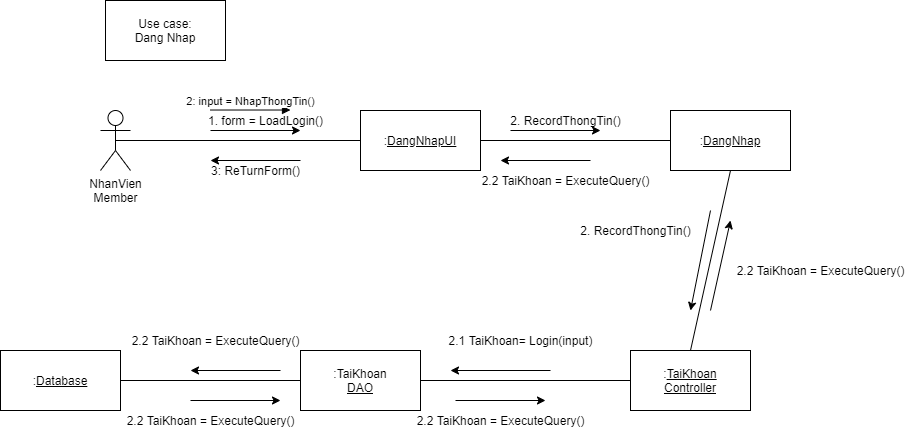 Use case:
Dang Nhap
2: input = NhapThongTin()
1. form = LoadLogin()
3: ReTurnForm()
NhanVien
Member
:DangNhapUI
2. RecordThongTin()
2.2 TaiKhoan = ExecuteQuery()
:DangNhap
2. RecordThongTin()
2.2 TaiKhoan = ExecuteQuery()
:Database
2.2 TaiKhoan = ExecuteQuery()
2.2 TaiKhoan = ExecuteQuery()
:TaiKhoan
DAO
2.1 TaiKhoan= Login(input)
2.2 TaiKhoan = ExecuteQuery()
:TaiKhoan
Controller